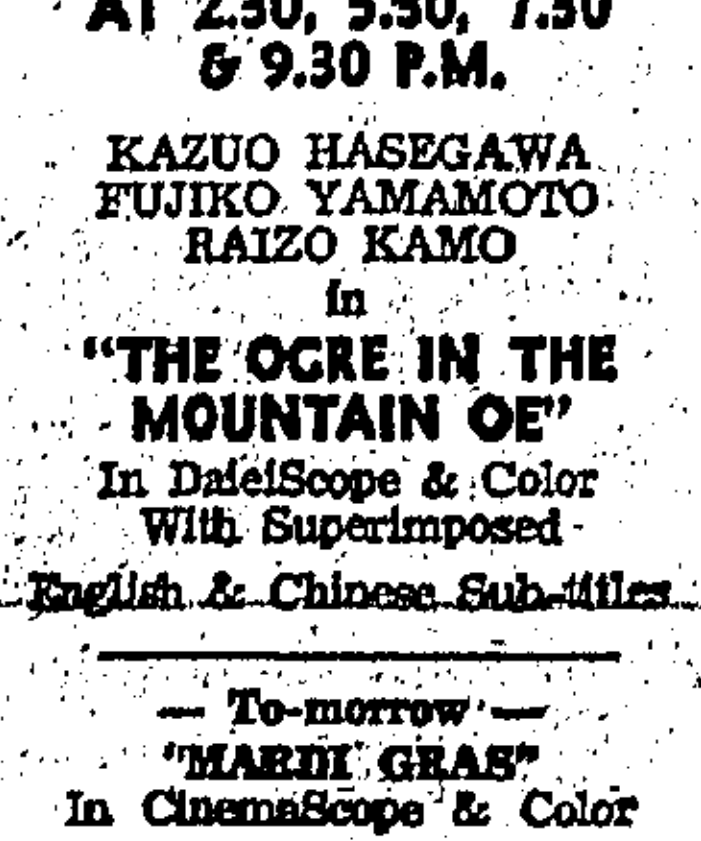 AT 2.30, 5.30, 7.30
& 9.30 P.M.
KAZUO HASEGAWA
FUJIKO YAMAMOTO
RAIZO KAMO
in
"THE OGRE IN THE
MOUNTAIN OE"
In DaieiScope & Color
With Superimposed
English & Chinese Sub-titles
— To-morrow —
"MARDI GRAS"
In CinemaScope & Color